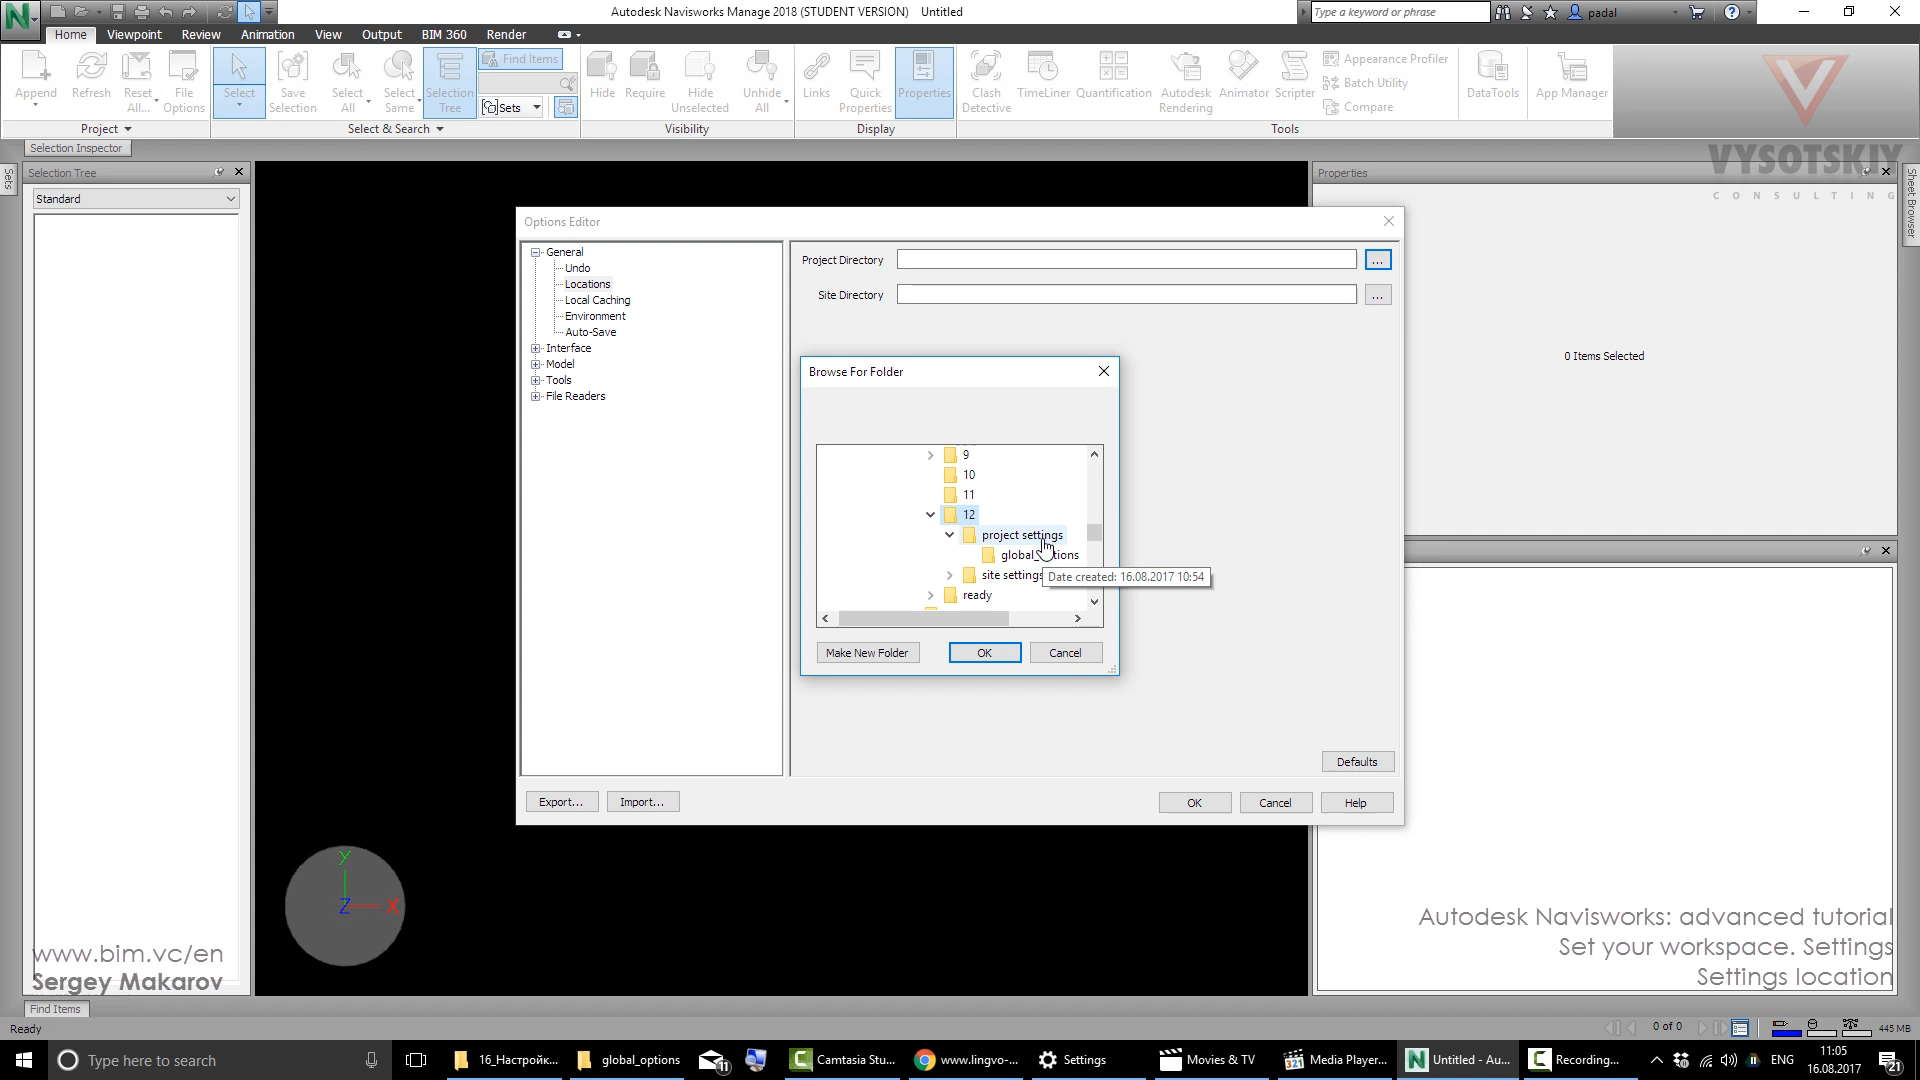 Autodesk Navisworks Manage 2018 (STUDENT VERSION) Untitled
Type a keyword or phrase
padal
Home Viewpoint Review Animation View Output BIM 360 Render
Append
Refresh
Reset All...
File Options
Project
Select
Save Selection
Select All
Select Same
Selection Tree
Find Items
Sets
Select & Search
Hide
Require
Hide Unselected
Unhide All
Visibility
Links
Quick Properties
Properties
Display
Clash Detective
TimeLiner
Quantification
Autodesk Rendering
Animator
Scripter
Appearance Profiler
Batch Utility
Compare
Tools
DataTools
App Manager
VYSOTSKIY
CONSULTING
Selection Inspector
Sets
Selection Tree
Standard
Properties
0 Items Selected
Sheet Browser
Options Editor
General
Undo
Locations
Local Caching
Environment
Auto-Save
Interface
Model
Tools
File Readers
Project Directory
...
Site Directory
...
Browse For Folder
9
10
11
12
project settings
site settings
Date created: 16.08.2017 10:54
ready
Make New Folder OK Cancel
Defaults
Export... Import... OK Cancel Help
Y
Z X
www.bim.vc/en
Sergey Makarov
Autodesk Navisworks: advanced tutorial
Set your workspace. Settings
Settings location
Find Items
Ready
0 of 0
445 MB
Type here to search
16_Настройк...
global_options
11
Camtasia Stu...
www.lingvo-...
Settings
Movies & TV
Media Player...
Untitled - Au...
Recording...
ENG
11:05
16.08.2017
21